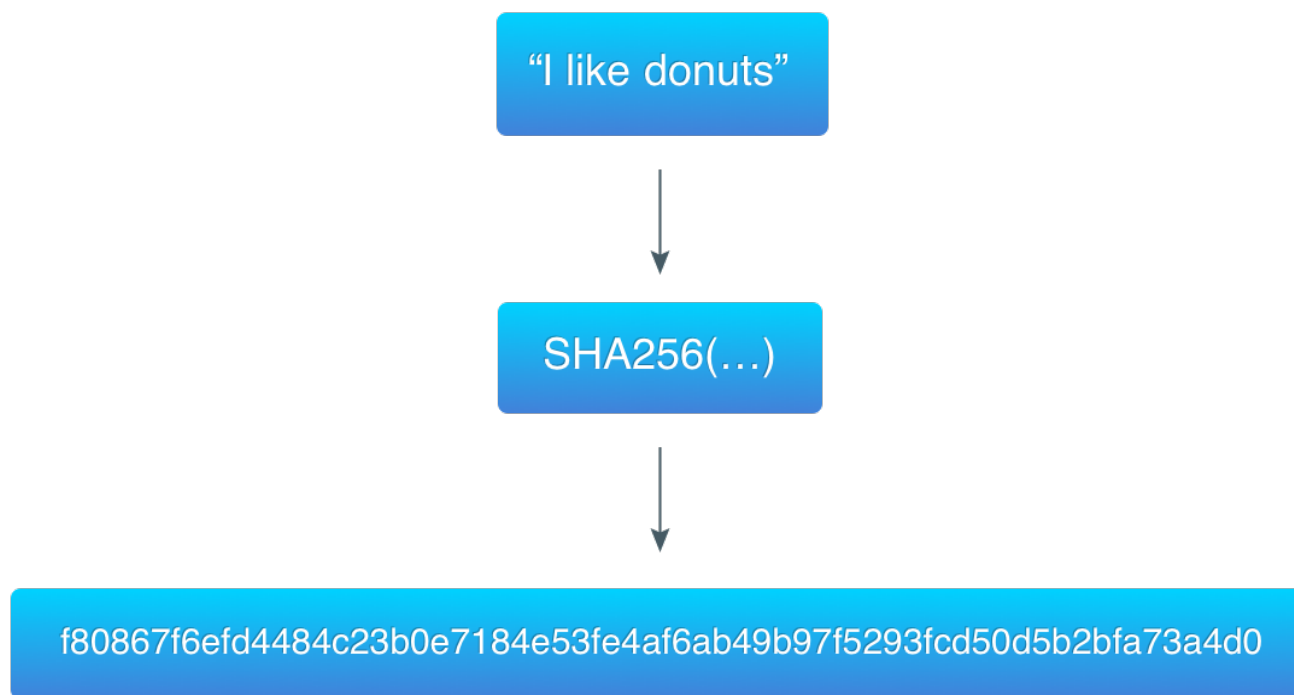 “I like donuts”
SHA256(…)
f80867f6efd4484c23b0e7184e53fe4af6ab49b97f5293fcd50d5b2bfa73a4d0